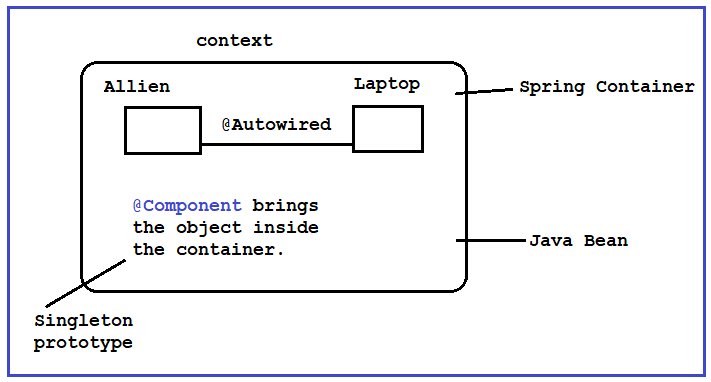 context
Allien
Laptop
Spring Container
@Autowired
@Component brings
the object inside
the container.
Java Bean
Singleton
prototype